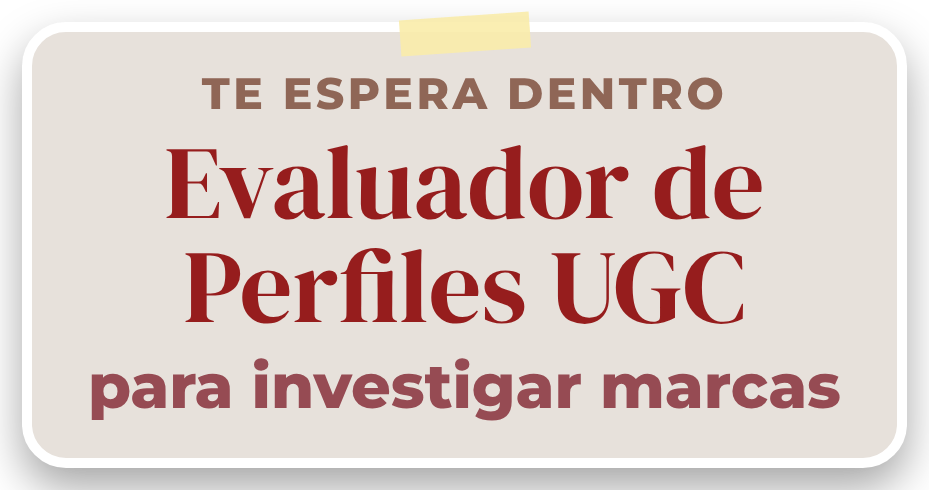 TE ESPERA DENTRO
Evaluador de
Perfiles UGC
para investigar marcas